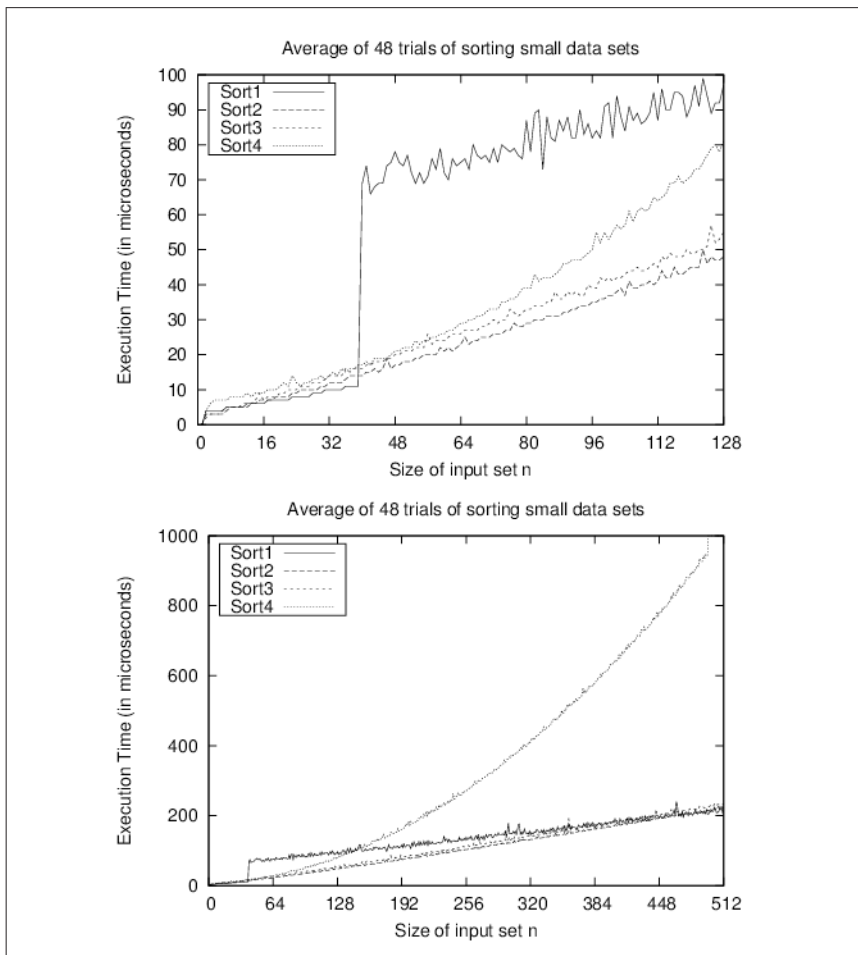 Average of 48 trials of sorting small data sets
Execution Time (in microseconds)
100
90
80
70
60
50
40
30
20
10
0
Sort1
Sort2
Sort3
Sort4
0 16 32 48 64 80 96 112 128
Size of input set n
Average of 48 trials of sorting small data sets
Execution Time (in microseconds)
1000
800
600
400
200
0
Sort1
Sort2
Sort3
Sort4
0 64 128 192 256 320 384 448 512
Size of input set n